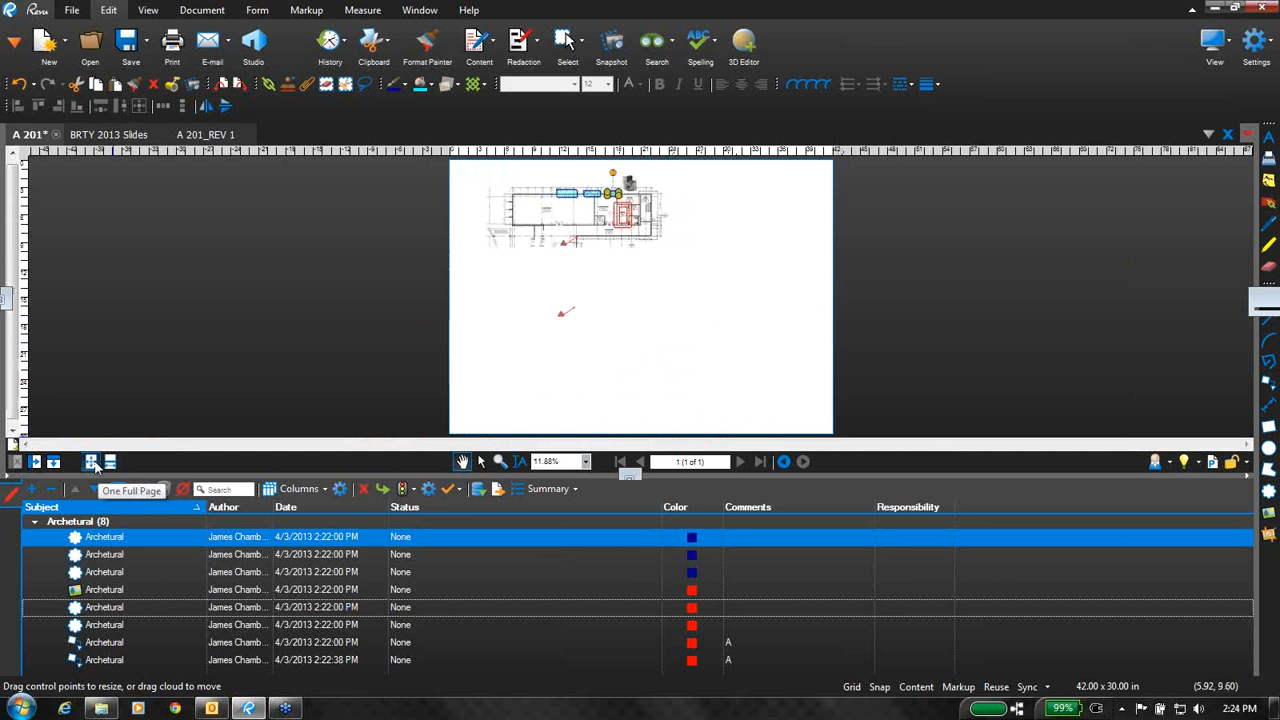 Revu File Edit View Document Form Markup Measure Window Help
New Open Save Print E-mail Studio History Clipboard Format Painter Content Redaction Select Snapshot Search Spelling 3D Editor View Settings
12 A B I U
A 201* BRTY 2013 Slides A 201_REV 1
11.88% 1 (1 of 1)
One Full Page Search Columns Summary
Subject Author Date Status Color Comments Responsibility
Archetural (8)
Archetural James Chamb... 4/3/2013 2:22:00 PM None
Archetural James Chamb... 4/3/2013 2:22:00 PM None
Archetural James Chamb... 4/3/2013 2:22:00 PM None
Archetural James Chamb... 4/3/2013 2:22:00 PM None
Archetural James Chamb... 4/3/2013 2:22:00 PM None
Archetural James Chamb... 4/3/2013 2:22:00 PM None
Archetural James Chamb... 4/3/2013 2:22:00 PM None A
Archetural James Chamb... 4/3/2013 2:22:38 PM None A
Drag control points to resize, or drag cloud to move Grid Snap Content Markup Reuse Sync 42.00 x 30.00 in (5.92, 9.60)
99% 2:24 PM